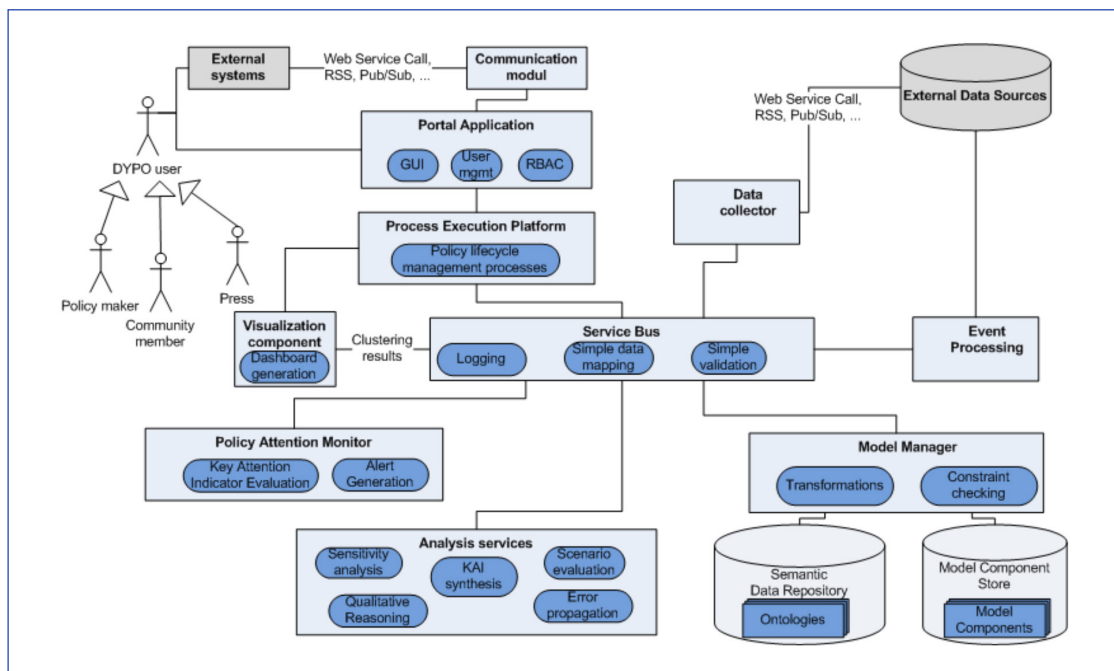 External
systems
Web Service Call,
RSS, Pub/Sub, ...
Communication
modul
External Data Sources
Web Service Call,
RSS, Pub/Sub, ...
Portal Application
GUI
User
mgmt
RBAC
DYPO user
Data
collector
Process Execution Platform
Policy lifecycle
management processes
Policy maker
Community
member
Press
Visualization
component
Dashboard
generation
Clustering
results
Service Bus
Logging
Simple data
mapping
Simple
validation
Event
Processing
Policy Attention Monitor
Key Attention
Indicator Evaluation
Alert
Generation
Model Manager
Transformations
Constraint
checking
Analysis services
Sensitivity
analysis
KAI
synthesis
Scenario
evaluation
Qualitative
Reasoning
Error
propagation
Semantic
Data Repository
Ontologies
Model Component
Store
Model
Components